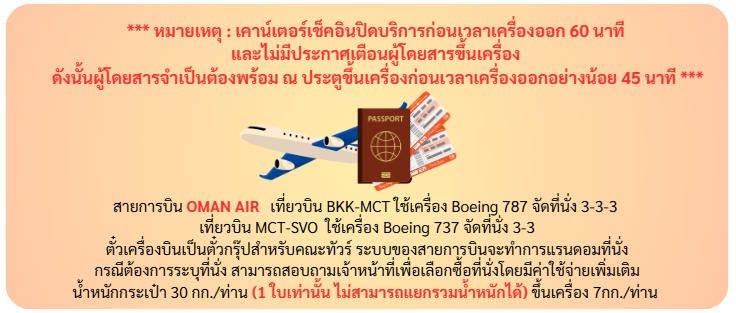 *** หมายเหตุ : เคาน์เตอร์เช็คอินปิดบริการก่อนเวลาเครื่องออก 60 นาที
และไม่มีประกาศเตือนผู้โดยสารขึ้นเครื่อง
ดังนั้นผู้โดยสารจำเป็นต้องพร้อม ณ ประตูขึ้นเครื่องก่อนเวลาเครื่องออกอย่างน้อย 45 นาที ***
PASSPORT
สายการบิน OMAN AIR เที่ยวบิน BKK-MCT ใช้เครื่อง Boeing 787 จัดที่นั่ง 3-3-3
เที่ยวบิน MCT-SVO ใช้เครื่อง Boeing 737 จัดที่นั่ง 3-3
ตั๋วเครื่องบินเป็นตั๋วกรุ๊ปสำหรับคณะทัวร์ ระบบของสายการบินจะทำการแรนดอมที่นั่ง
กรณีต้องการระบุที่นั่ง สามารถสอบถามเจ้าหน้าที่เพื่อเลือกซื้อที่นั่งโดยมีค่าใช้จ่ายเพิ่มเติม
น้ำหนักกระเป๋า 30 กก./ท่าน (1 ใบเท่านั้น ไม่สามารถแยกรวมน้ำหนักได้) ขึ้นเครื่อง 7กก./ท่าน